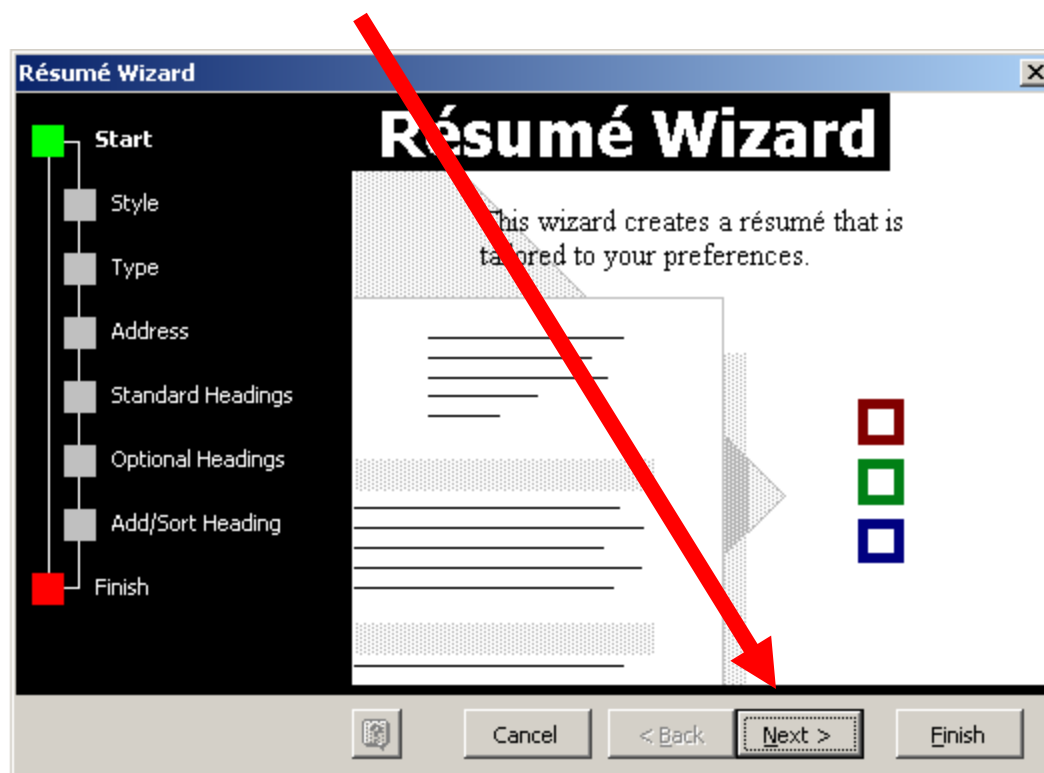 Résumé Wizard
Résumé Wizard
Start
Style
Type
Address
Standard Headings
Optional Headings
Add/Sort Heading
Finish
This wizard creates a résumé that is
tailored to your preferences.
Cancel
< Back
Next >
Finish